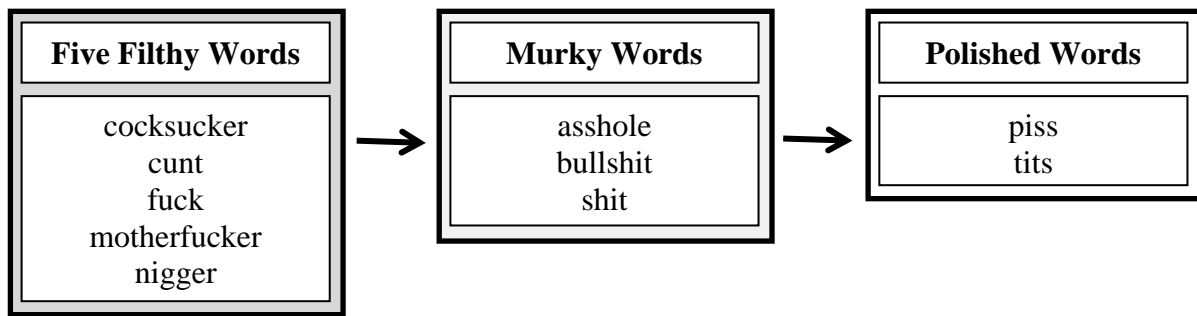 Five Filthy Words
cocksucker
cunt
fuck
motherfucker
nigger
Murky Words
asshole
bullshit
shit
Polished Words
piss
tits